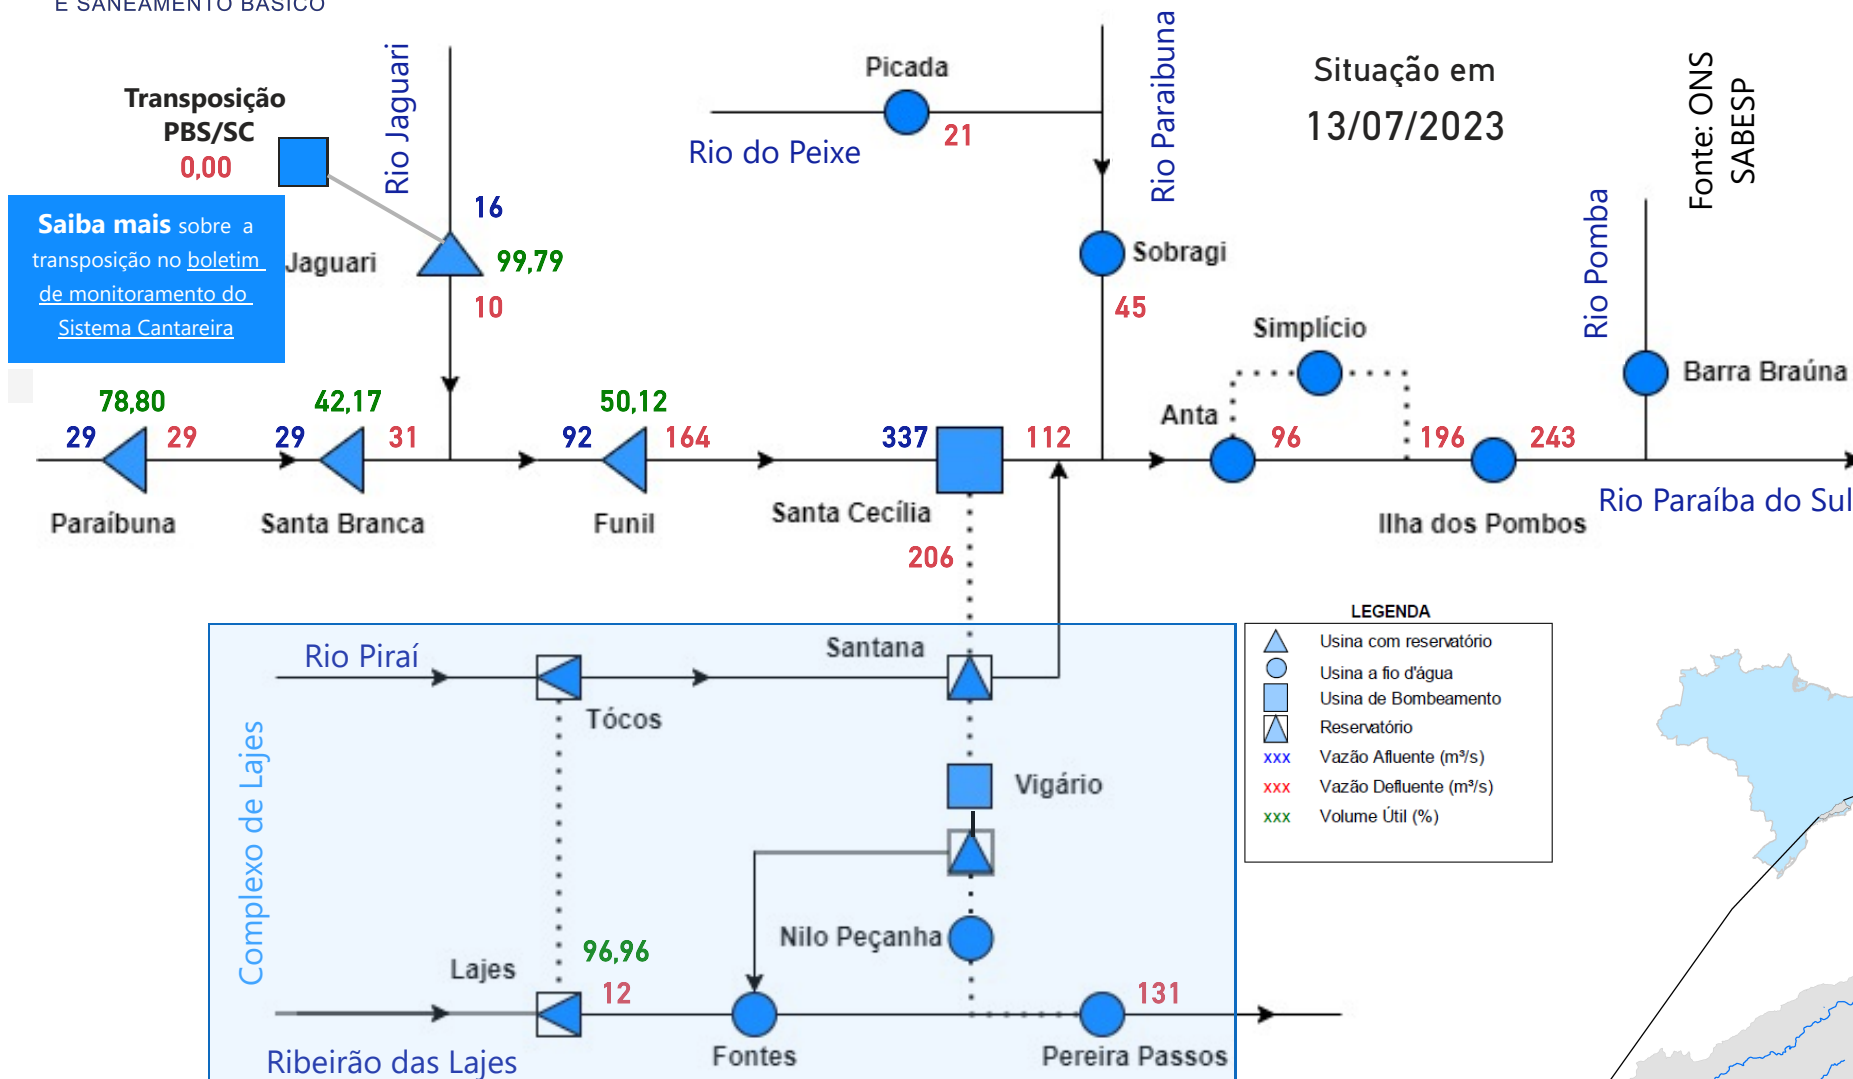 E SANEAMENTO BÁSICO
Transposição
PBS/SC
0,00
Rio Jaguari
Saiba mais sobre a
transposição no boletim
de monitoramento do
Sistema Cantareira
Jaguari
16
99,79
10
Picada
21
Rio do Peixe
Rio Paraibuna
Situação em
13/07/2023
Fonte: ONS
SABESP
Sobragi
45
Rio Pomba
Simplício
Barra Braúna
78,80
29
29
Paraíbuna
42,17
29
31
Santa Branca
50,12
92
164
Funil
337
112
Santa Cecília
206
Anta
96
196
243
Ilha dos Pombos
Rio Paraíba do Sul
Complexo de Lajes
Rio Piraí
Tócos
Santana
Vigário
Nilo Peçanha
Lajes
96,96
12
Ribeirão das Lajes
Fontes
131
Pereira Passos
LEGENDA
Usina com reservatório
Usina a fio d'água
Usina de Bombeamento
Reservatório
xxx Vazão Afluente (m³/s)
xxx Vazão Defluente (m³/s)
xxx Volume Útil (%)